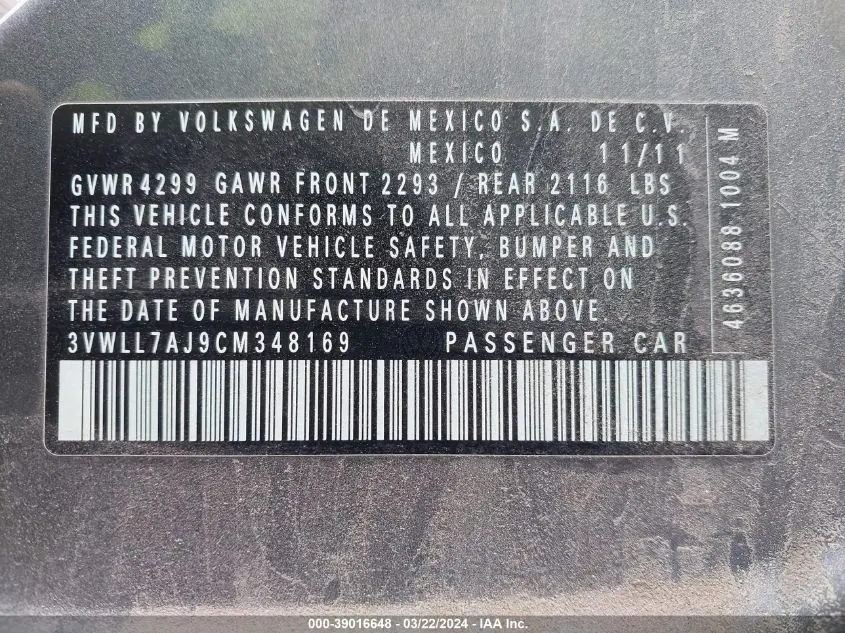 MFD BY VOLKSWAGEN DE MEXICO S.A. DE C.V.
MEXICO 11/11
GVWR 4299 GAWR FRONT 2293 / REAR 2116 LBS
THIS VEHICLE CONFORMS TO ALL APPLICABLE U.S.
FEDERAL MOTOR VEHICLE SAFETY, BUMPER AND
THEFT PREVENTION STANDARDS IN EFFECT ON
THE DATE OF MANUFACTURE SHOWN ABOVE.
3VWLL7AJ9CM348169 PASSENGER CAR
4636088 1004 M
000-39016648 - 03/22/2024 - IAA Inc.